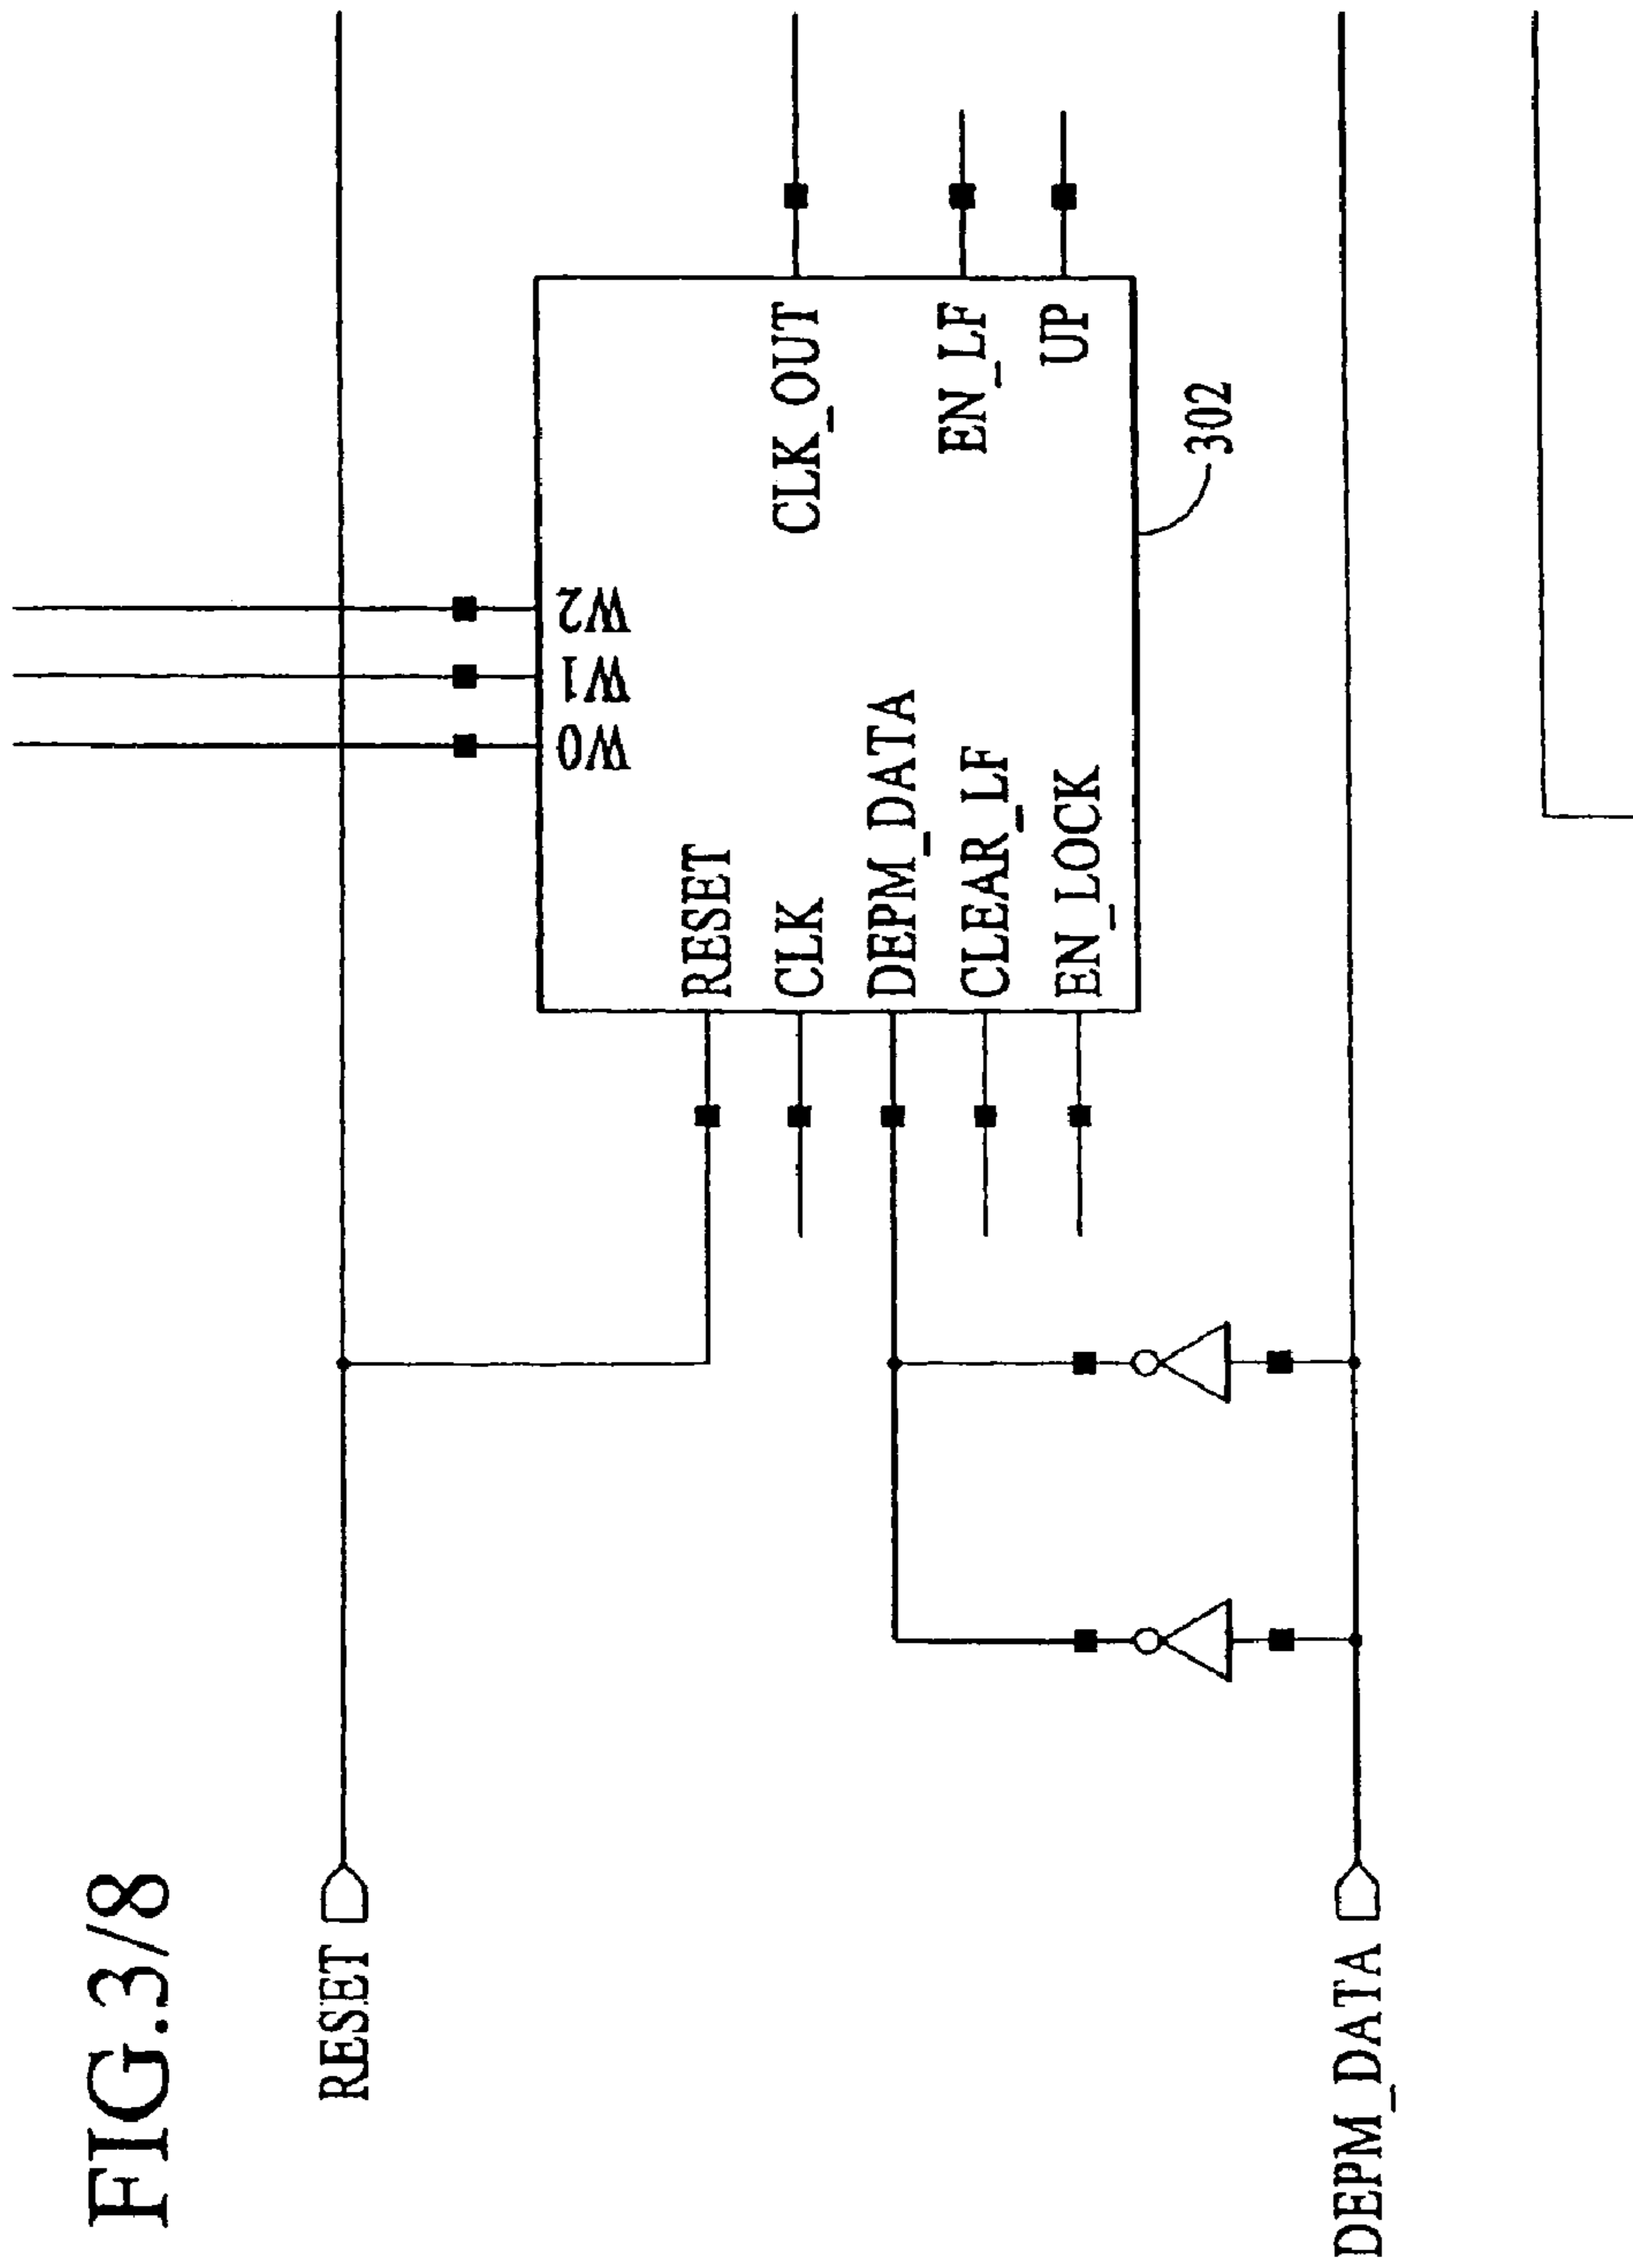 FIG.3/8
RESET
W0
W1
W2
RESET
CLK
DEPM_DATA
CLEAR_LF
EN_LOCK
CLK_OUT
EN_LF
UP
302
DEPM_DATA